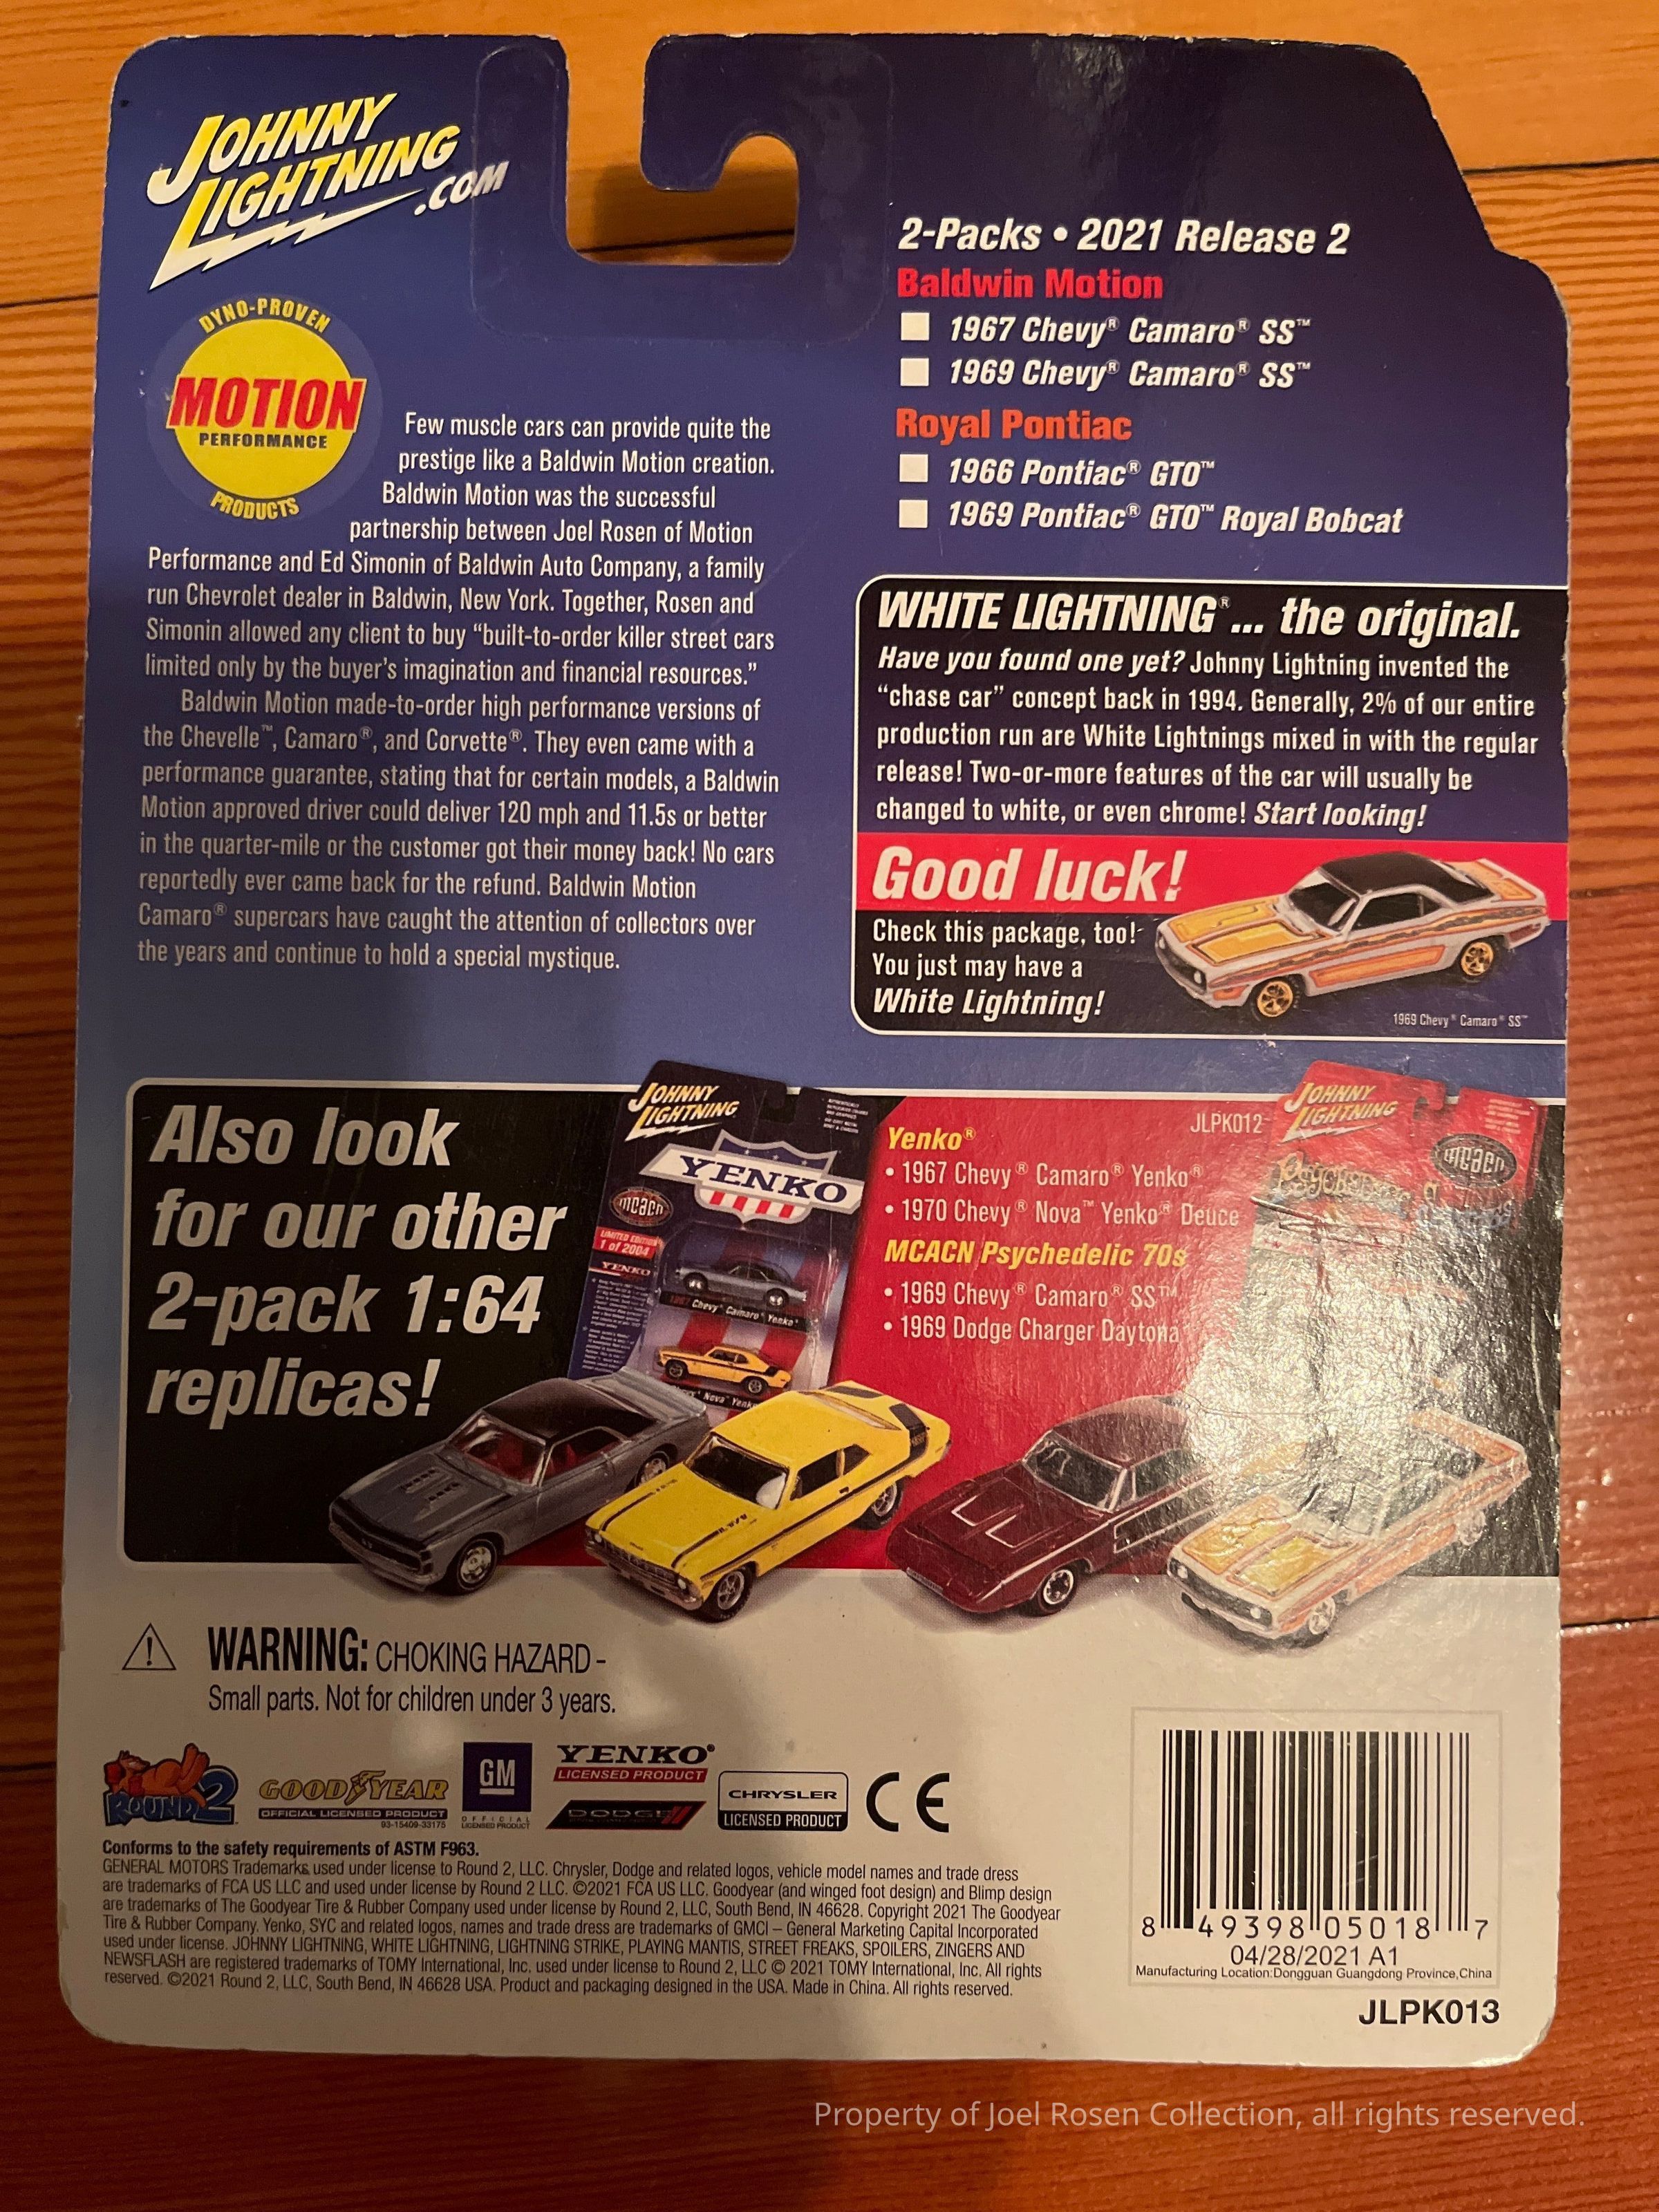 JOHNNY
LIGHTNING
.COM
DYNO-PROVEN
MOTION
PERFORMANCE
PRODUCTS
Few muscle cars can provide quite the
prestige like a Baldwin Motion creation.
Baldwin Motion was the successful
partnership between Joel Rosen of Motion
Performance and Ed Simonin of Baldwin Auto Company, a family
run Chevrolet dealer in Baldwin, New York. Together, Rosen and
Simonin allowed any client to buy “built-to-order killer street cars
limited only by the buyer’s imagination and financial resources.”
Baldwin Motion made-to-order high performance versions of
the Chevelle™, Camaro®, and Corvette®. They even came with a
performance guarantee, stating that for certain models, a Baldwin
Motion approved driver could deliver 120 mph and 11.5s or better
in the quarter-mile or the customer got their money back! No cars
reportedly ever came back for the refund. Baldwin Motion
Camaro® supercars have caught the attention of collectors over
the years and continue to hold a special mystique.
2-Packs • 2021 Release 2
Baldwin Motion
1967 Chevy® Camaro® SS™
1969 Chevy® Camaro® SS™
Royal Pontiac
1966 Pontiac® GTO™
1969 Pontiac® GTO™ Royal Bobcat
WHITE LIGHTNING® ... the original.
Have you found one yet? Johnny Lightning invented the
“chase car” concept back in 1994. Generally, 2% of our entire
production run are White Lightnings mixed in with the regular
release! Two-or-more features of the car will usually be
changed to white, or even chrome! Start looking!
Good luck!
Check this package, too!
You just may have a
White Lightning!
1969 Chevy® Camaro® SS™
Also look
for our other
2-pack 1:64
replicas!
JOHNNY
LIGHTNING
YENKO
mcacn
LIMITED EDITION
1 of 2004
YENKO
Chevy® Camaro® Yenko®
Nova™ Yenko
Yenko®
• 1967 Chevy® Camaro® Yenko®
• 1970 Chevy® Nova™ Yenko® Deuce
MCACN Psychedelic 70s
• 1969 Chevy® Camaro® SS™
• 1969 Dodge Charger Daytona
JLPK012
JOHNNY
LIGHTNING
mcacn
WARNING: CHOKING HAZARD -
Small parts. Not for children under 3 years.
ROUND 2
GOODYEAR
OFFICIAL LICENSED PRODUCT
93-15409-33175
GM
OFFICIAL
LICENSED PRODUCT
YENKO®
LICENSED PRODUCT
DODGE
CHRYSLER
LICENSED PRODUCT
CE
Conforms to the safety requirements of ASTM F963.
GENERAL MOTORS Trademarks used under license to Round 2, LLC. Chrysler, Dodge and related logos, vehicle model names and trade dress
are trademarks of FCA US LLC and used under license by Round 2 LLC. ©2021 FCA US LLC. Goodyear (and winged foot design) and Blimp design
are trademarks of The Goodyear Tire & Rubber Company used under license by Round 2, LLC, South Bend, IN 46628. Copyright 2021 The Goodyear
Tire & Rubber Company. Yenko, SYC and related logos, names and trade dress are trademarks of GMCI – General Marketing Capital Incorporated
used under license. JOHNNY LIGHTNING, WHITE LIGHTNING, LIGHTNING STRIKE, PLAYING MANTIS, STREET FREAKS, SPOILERS, ZINGERS AND
NEWSFLASH are registered trademarks of TOMY International, Inc. used under license to Round 2, LLC © 2021 TOMY International, Inc. All rights
reserved. ©2021 Round 2, LLC, South Bend, IN 46628 USA. Product and packaging designed in the USA. Made in China. All rights reserved.
8 49398 05018 7
04/28/2021 A1
Manufacturing Location:Dongguan Guangdong Province,China
JLPK013
Property of Joel Rosen Collection, all rights reserved.